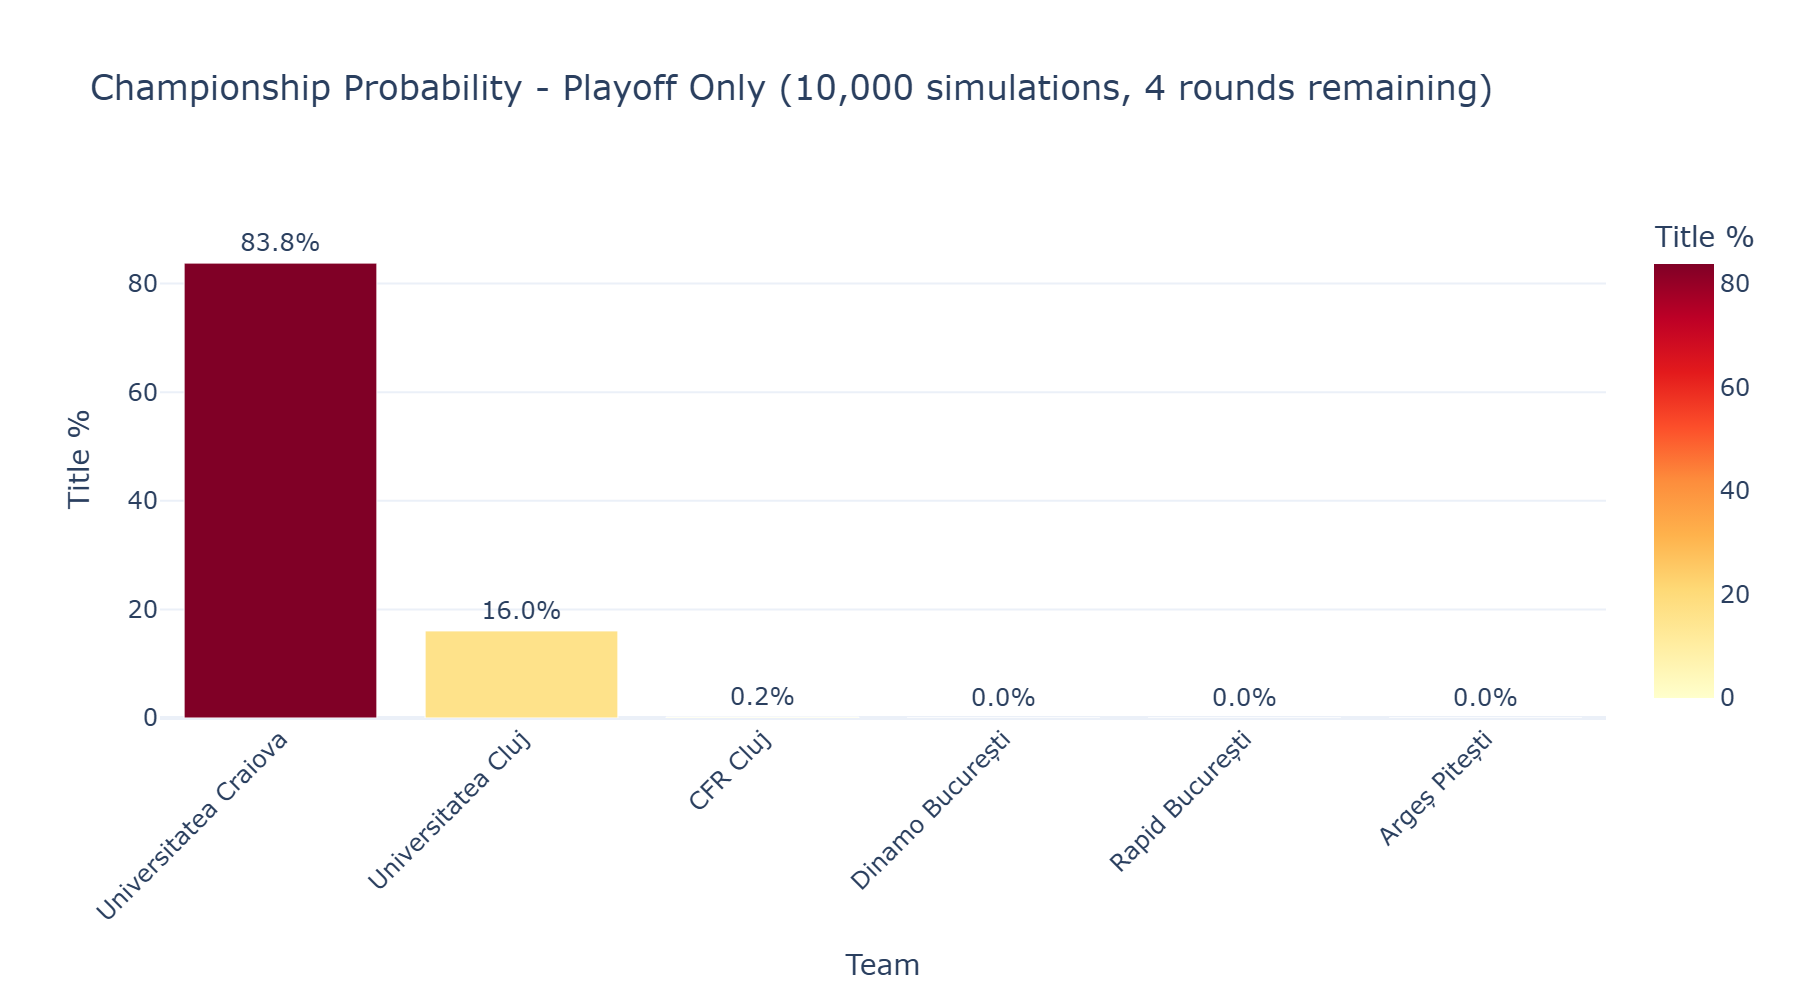 Championship Probability - Playoff Only (10,000 simulations, 4 rounds remaining)
Title %
80
60
40
20
0
83.8%
16.0%
0.2%
0.0%
0.0%
0.0%
Universitatea Craiova
Universitatea Cluj
CFR Cluj
Dinamo București
Rapid București
Argeș Pitești
Team
Title %
80
60
40
20
0